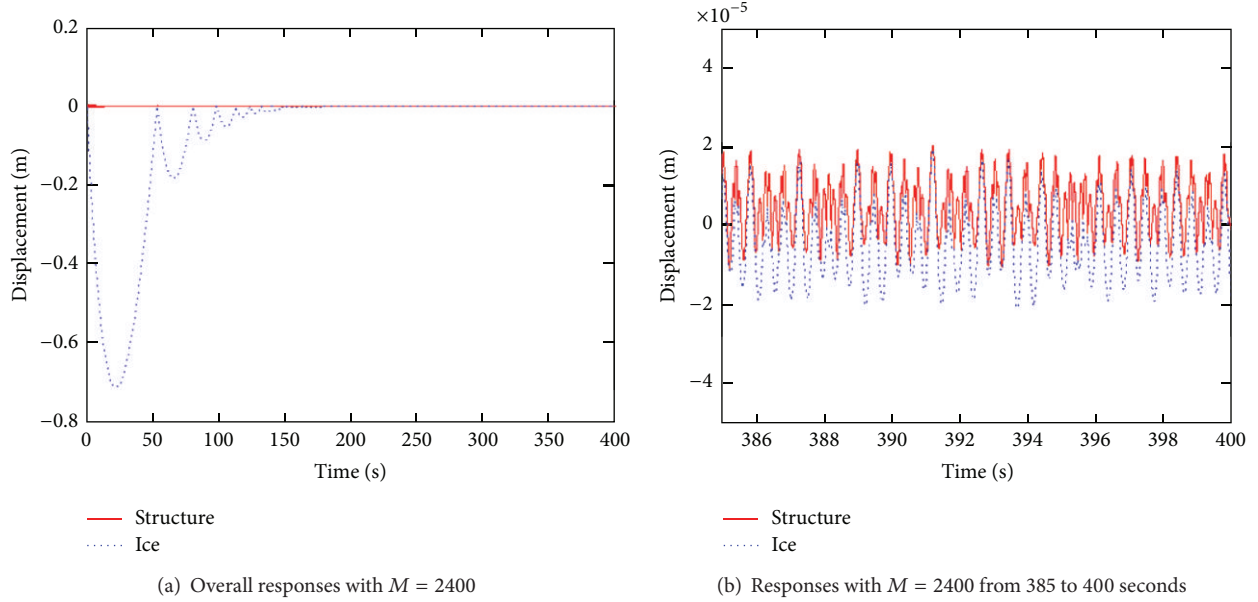 0.2
0
−0.2
−0.4
−0.6
−0.8
Displacement (m)
0 50 100 150 200 250 300 350 400
Time (s)
Structure
Ice
(a) Overall responses with M = 2400
×10⁻⁵
4
2
0
−2
−4
Displacement (m)
386 388 390 392 394 396 398 400
Time (s)
Structure
Ice
(b) Responses with M = 2400 from 385 to 400 seconds